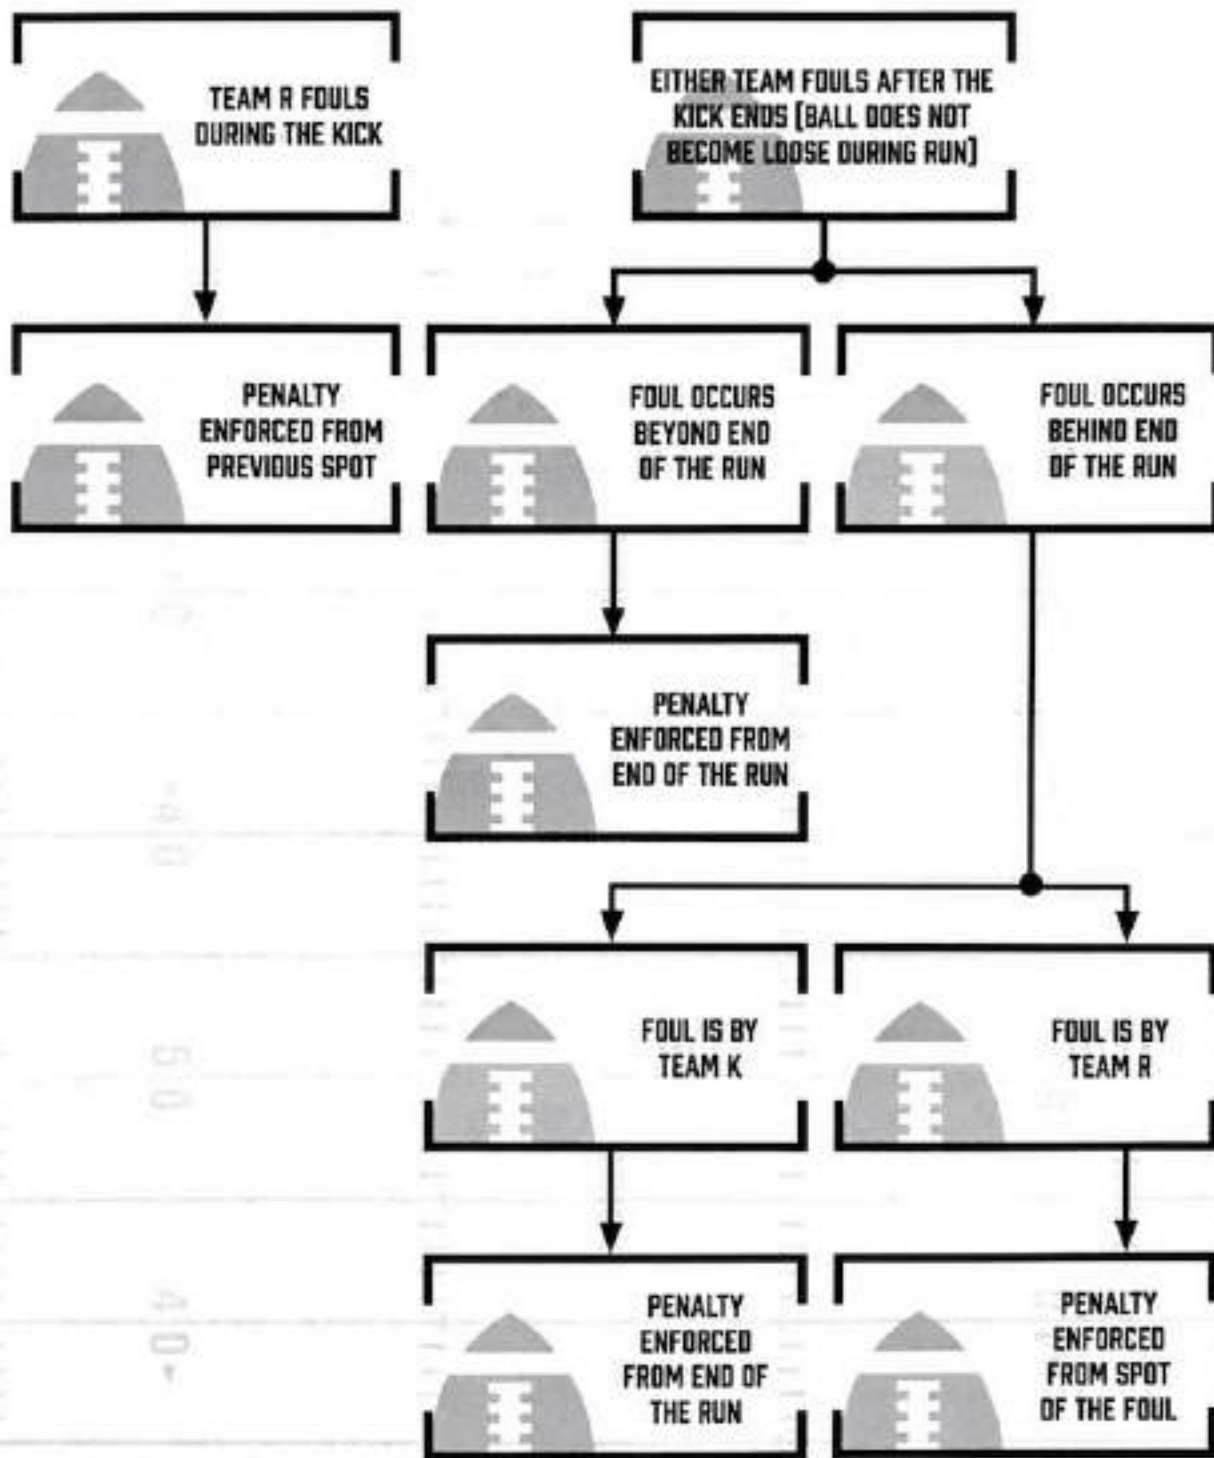 TEAM R FOULS
DURING THE KICK
EITHER TEAM FOULS AFTER THE
KICK ENDS (BALL DOES NOT
BECOME LOOSE DURING RUN)
PENALTY
ENFORCED FROM
PREVIOUS SPOT
FOUL OCCURS
BEYOND END
OF THE RUN
FOUL OCCURS
BEHIND END
OF THE RUN
PENALTY
ENFORCED FROM
END OF THE RUN
FOUL IS BY
TEAM K
FOUL IS BY
TEAM R
PENALTY
ENFORCED
FROM END OF
THE RUN
PENALTY
ENFORCED
FROM SPOT
OF THE FOUL
40
50
40